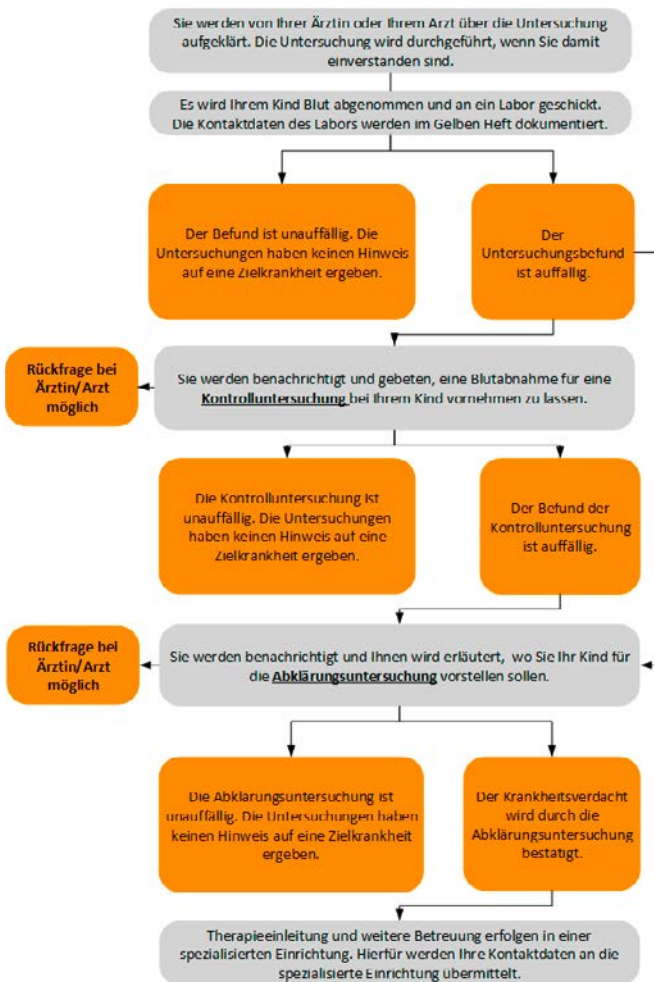 Sie werden von Ihrer Ärztin oder Ihrem Arzt über die Untersuchung
aufgeklärt. Die Untersuchung wird durchgeführt, wenn Sie damit
einverstanden sind.
Es wird Ihrem Kind Blut abgenommen und an ein Labor geschickt.
Die Kontaktdaten des Labors werden im Gelben Heft dokumentiert.
Der Befund ist unauffällig. Die
Untersuchungen haben keinen Hinweis
auf eine Zielkrankheit ergeben.
Der
Untersuchungsbefund
ist auffällig.
Rückfrage bei
Ärztin/Arzt
möglich
Sie werden benachrichtigt und gebeten, eine Blutabnahme für eine
Kontrolluntersuchung bei Ihrem Kind vornehmen zu lassen.
Die Kontrolluntersuchung ist
unauffällig. Die Untersuchungen
haben keinen Hinweis auf eine
Zielkrankheit ergeben.
Der Befund der
Kontrolluntersuchung
ist auffällig.
Rückfrage bei
Ärztin/Arzt
möglich
Sie werden benachrichtigt und Ihnen wird erläutert, wo Sie Ihr Kind für
die Abklärungsuntersuchung vorstellen sollen.
Die Abklärungsuntersuchung ist
unauffällig. Die Untersuchungen haben
keinen Hinweis auf eine Zielkrankheit
ergeben.
Der Krankheitsverdacht
wird durch die
Abklärungsuntersuchung
bestätigt.
Therapieeinleitung und weitere Betreuung erfolgen in einer
spezialisierten Einrichtung. Hierfür werden Ihre Kontaktdaten an die
spezialisierte Einrichtung übermittelt.